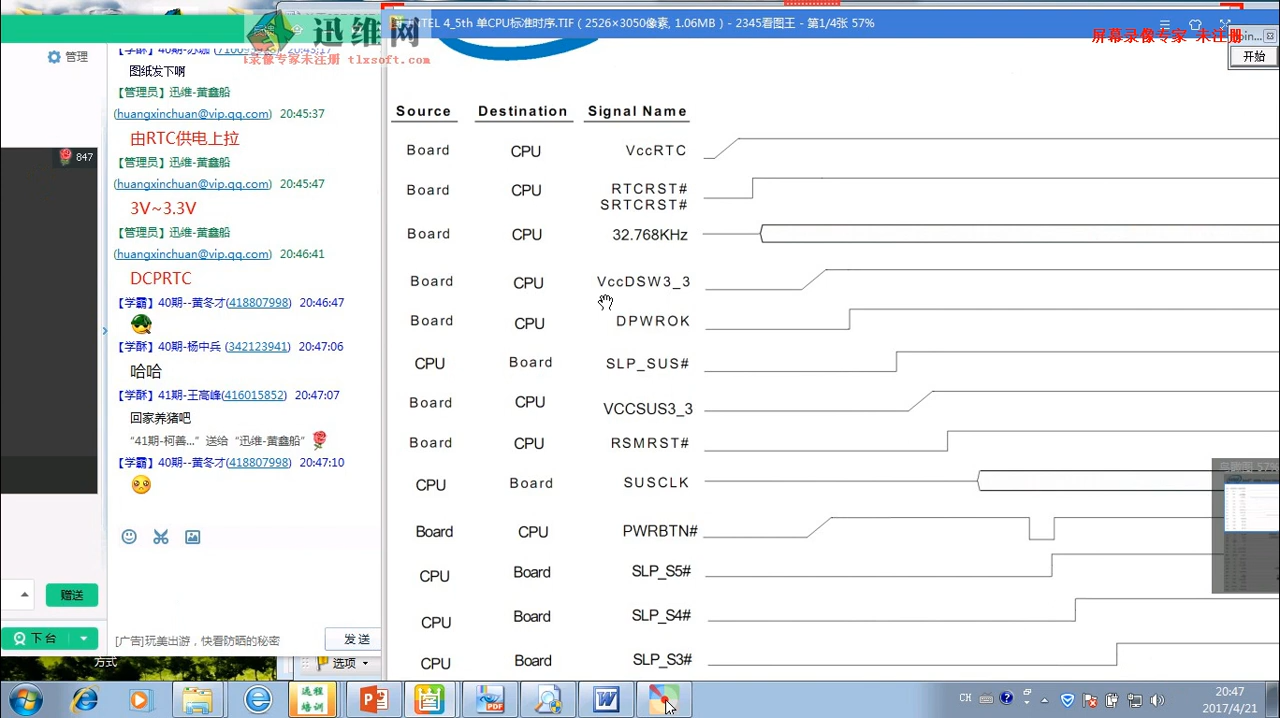 INTEL 4_5th 单CPU标准时序.TIF（2526×3050像素, 1.06MB） - 2345看图王 - 第1/4张 57%
迅维网
屏幕录像专家 未注册
录像专家未注册 tlxsoft.com
开始
管理
847
图纸发下啊
【管理员】迅维-黄鑫船
(huangxinchuan@vip.qq.com) 20:45:37
由RTC供电上拉
【管理员】迅维-黄鑫船
(huangxinchuan@vip.qq.com) 20:45:47
3V~3.3V
【管理员】迅维-黄鑫船
(huangxinchuan@vip.qq.com) 20:46:41
DCPRTC
【学霸】40期--黄冬才(418807998) 20:46:47
【学酥】40期-杨中兵 (342123941) 20:47:06
哈哈
【学酥】41期-王高峰(416015852) 20:47:07
回家养猪吧
“41期-柯善...”送给“迅维-黄鑫船”
【学霸】40期--黄冬才(418807998) 20:47:10
赠送
下台
[广告]玩美出游，快看防晒的秘密
发送
方式
选项
Source Destination Signal Name
Board CPU VccRTC
Board CPU RTCRST#
SRTCRST#
Board CPU 32.768KHz
Board CPU VccDSW3_3
Board CPU DPWROK
CPU Board SLP_SUS#
Board CPU VCCSUS3_3
Board CPU RSMRST#
CPU Board SUSCLK
Board CPU PWRBTN#
CPU Board SLP_S5#
CPU Board SLP_S4#
CPU Board SLP_S3#
远程
培训
CH
20:47
2017/4/21